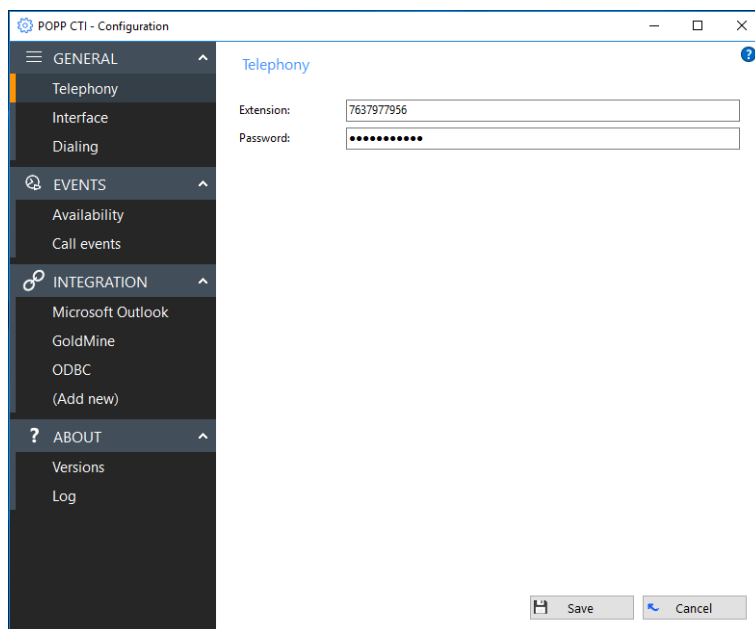 POPP CTI - Configuration
GENERAL
Telephony
Interface
Dialing
EVENTS
Availability
Call events
INTEGRATION
Microsoft Outlook
GoldMine
ODBC
(Add new)
? ABOUT
Versions
Log
?
Telephony
Extension: 7637977956
Password: ●●●●●●●●●●●
Save Cancel